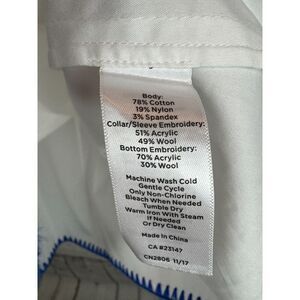 Body:
78% Cotton
19% Nylon
3% Spandex
Collar/Sleeve Embroidery:
51% Acrylic
49% Wool
Bottom Embroidery:
70% Acrylic
30% Wool
Machine Wash Cold
Gentle Cycle
Only Non-Chlorine
Bleach When Needed
Tumble Dry
Warm Iron With Steam
if Needed
Or Dry Clean
Made In China
CA #23147
CN2806 11/17